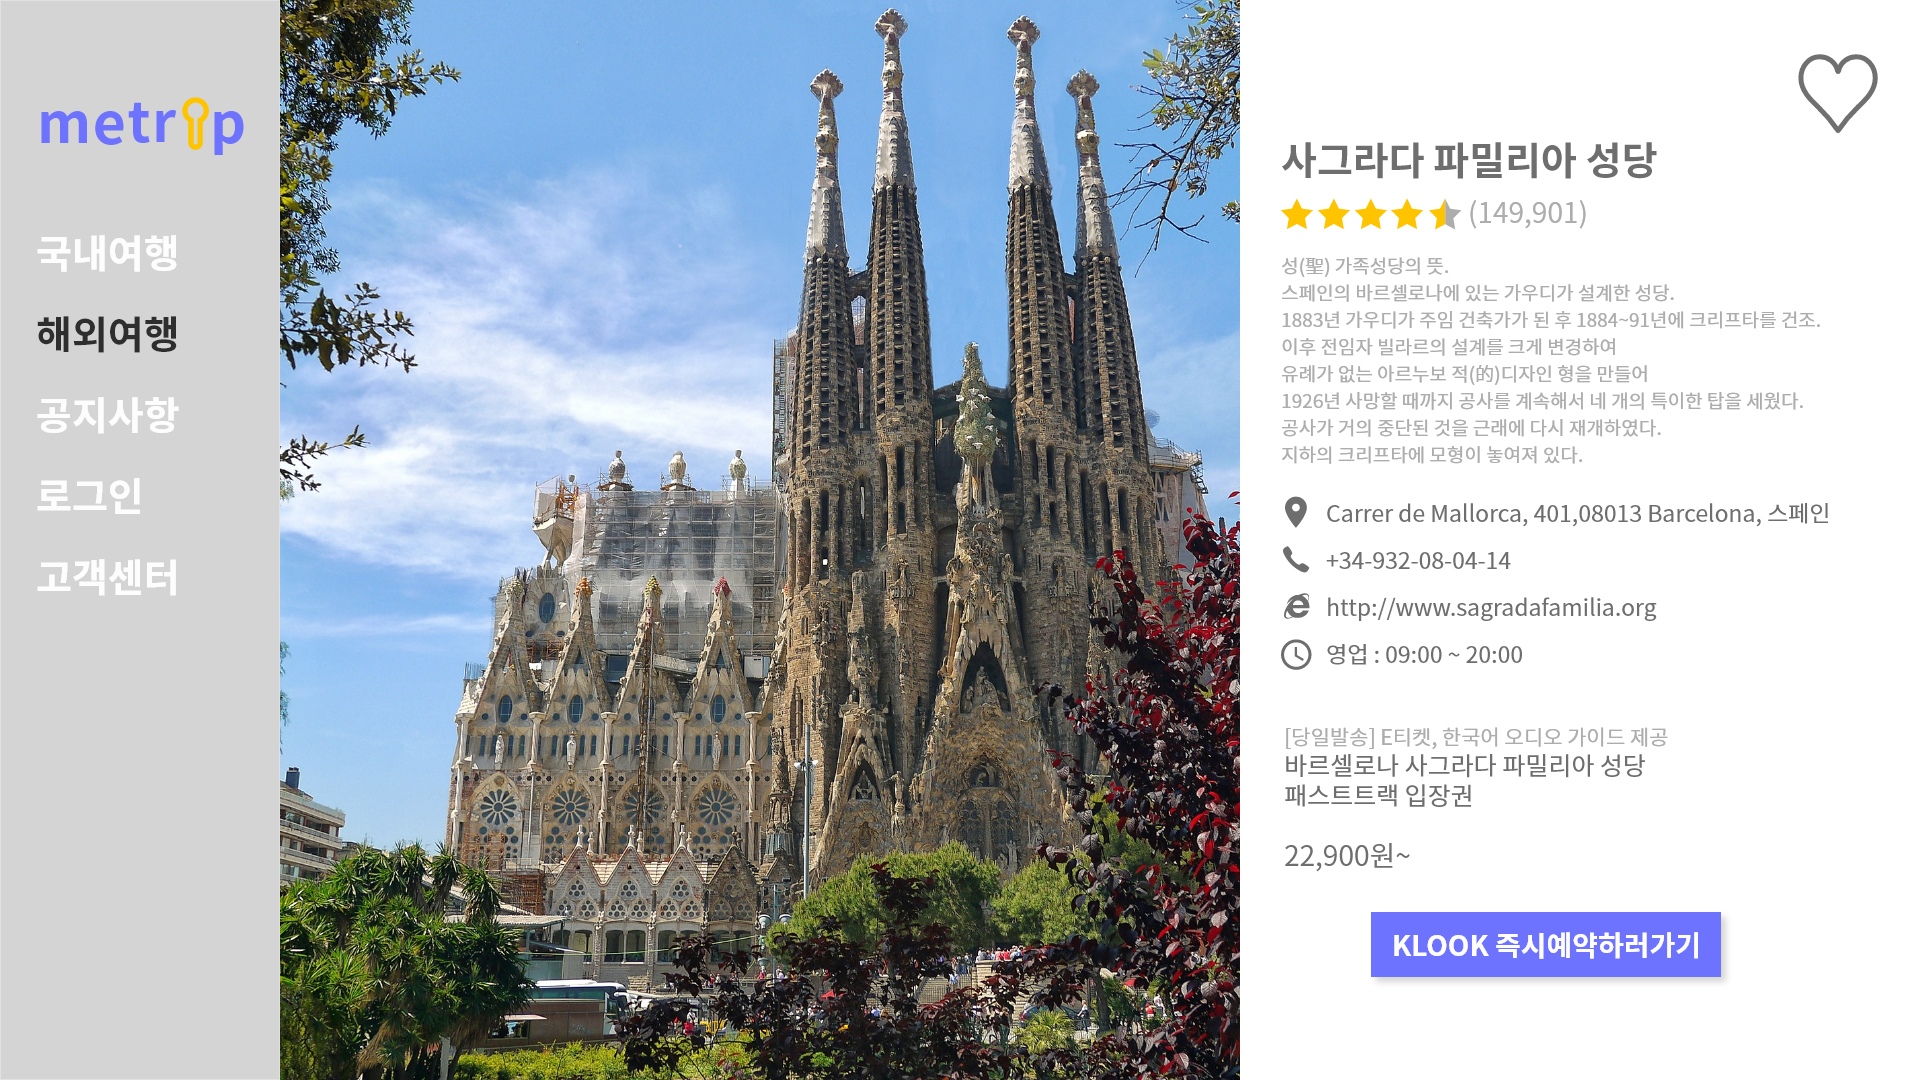 metrip
국내여행
해외여행
공지사항
로그인
고객센터
사그라다 파밀리아 성당
(149,901)
성(聖) 가족성당의 뜻.
스페인의 바르셀로나에 있는 가우디가 설계한 성당.
1883년 가우디가 주임 건축가가 된 후 1884~91년에 크리프타를 건조.
이후 전임자 빌라르의 설계를 크게 변경하여
유례가 없는 아르누보 적(的)디자인 형을 만들어
1926년 사망할 때까지 공사를 계속해서 네 개의 특이한 탑을 세웠다.
공사가 거의 중단된 것을 근래에 다시 재개하였다.
지하의 크리프타에 모형이 놓여져 있다.
Carrer de Mallorca, 401,08013 Barcelona, 스페인
+34-932-08-04-14
http://www.sagradafamilia.org
영업 : 09:00 ~ 20:00
[당일발송] E티켓, 한국어 오디오 가이드 제공
바르셀로나 사그라다 파밀리아 성당
패스트트랙 입장권
22,900원~
KLOOK 즉시예약하러가기